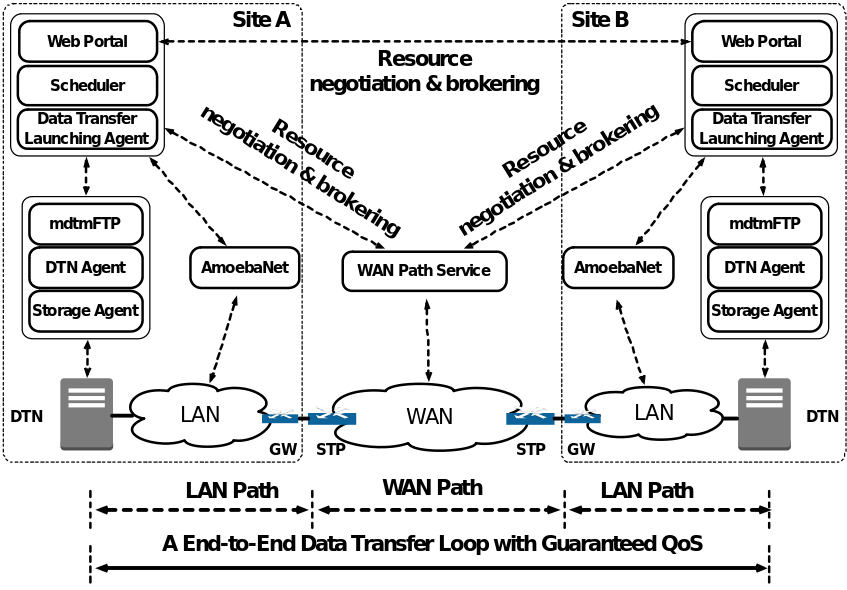 Site A
Site B
Web Portal
Scheduler
Data Transfer
Launching Agent
Resource
negotiation & brokering
Web Portal
Scheduler
Data Transfer
Launching Agent
Resource
negotiation & brokering
Resource
negotiation & brokering
mdtmFTP
DTN Agent
Storage Agent
AmoebaNet
WAN Path Service
AmoebaNet
mdtmFTP
DTN Agent
Storage Agent
DTN
LAN
GW
STP
WAN
STP
GW
LAN
DTN
LAN Path
WAN Path
LAN Path
A End-to-End Data Transfer Loop with Guaranteed QoS